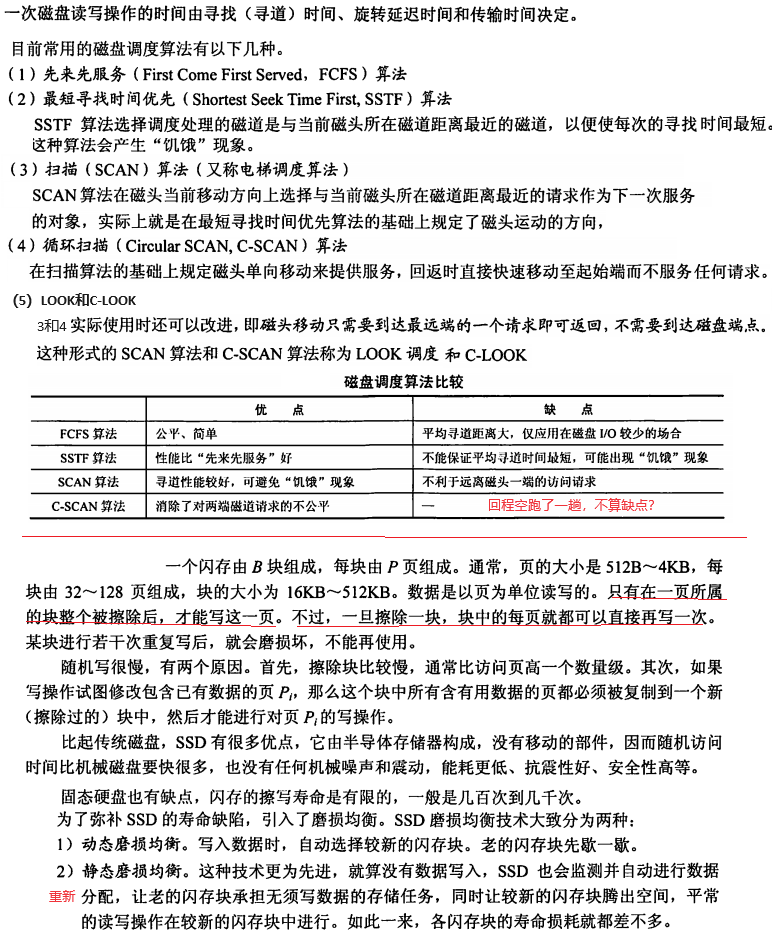 一次磁盘读写操作的时间由寻找（寻道）时间、旋转延迟时间和传输时间决定。
目前常用的磁盘调度算法有以下几种。
（1）先来先服务（First Come First Served，FCFS）算法
（2）最短寻找时间优先（Shortest Seek Time First, SSTF）算法
SSTF 算法选择调度处理的磁道是与当前磁头所在磁道距离最近的磁道，以便使每次的寻找时间最短。
这种算法会产生“饥饿”现象。
（3）扫描（SCAN）算法（又称电梯调度算法）
SCAN 算法在磁头当前移动方向上选择与当前磁头所在磁道距离最近的请求作为下一次服务
的对象，实际上就是在最短寻找时间优先算法的基础上规定了磁头运动的方向，
（4）循环扫描（Circular SCAN, C-SCAN）算法
在扫描算法的基础上规定磁头单向移动来提供服务，回返时直接快速移动至起始端而不服务任何请求。
(5) LOOK和C-LOOK
3和4 实际使用时还可以改进，即磁头移动只需要到达最远端的一个请求即可返回，不需要到达磁盘端点。
这种形式的 SCAN 算法和 C-SCAN 算法称为 LOOK 调度 和 C-LOOK
磁盘调度算法比较
优 点 缺 点
FCFS 算法 公平、简单 平均寻道距离大，仅应用在磁盘 I/O 较少的场合
SSTF 算法 性能比“先来先服务”好 不能保证平均寻道时间最短，可能出现“饥饿”现象
SCAN 算法 寻道性能较好，可避免“饥饿”现象 不利于远离磁头一端的访问请求
C-SCAN 算法 消除了对两端磁道请求的不公平 — 回程空跑了一趟，不算缺点？
一个闪存由 B 块组成，每块由 P 页组成。通常，页的大小是 512B～4KB，每
块由 32～128 页组成，块的大小为 16KB～512KB。数据是以页为单位读写的。只有在一页所属
的块整个被擦除后，才能写这一页。不过，一旦擦除一块，块中的每页就都可以直接再写一次。
某块进行若干次重复写后，就会磨损坏，不能再使用。
随机写很慢，有两个原因。首先，擦除块比较慢，通常比访问页高一个数量级。其次，如果
写操作试图修改包含已有数据的页 Pi，那么这个块中所有含有用数据的页都必须被复制到一个新
（擦除过的）块中，然后才能进行对页 Pi 的写操作。
比起传统磁盘，SSD 有很多优点，它由半导体存储器构成，没有移动的部件，因而随机访问
时间比机械磁盘要快很多，也没有任何机械噪声和震动，能耗更低、抗震性好、安全性高等。
固态硬盘也有缺点，闪存的擦写寿命是有限的，一般是几百次到几千次。
为了弥补 SSD 的寿命缺陷，引入了磨损均衡。SSD 磨损均衡技术大致分为两种：
1）动态磨损均衡。写入数据时，自动选择较新的闪存块。老的闪存块先歇一歇。
2）静态磨损均衡。这种技术更为先进，就算没有数据写入，SSD 也会监测并自动进行数据
重新 分配，让老的闪存块承担无须写数据的存储任务，同时让较新的闪存块腾出空间，平常
的读写操作在较新的闪存块中进行。如此一来，各闪存块的寿命损耗就都差不多。